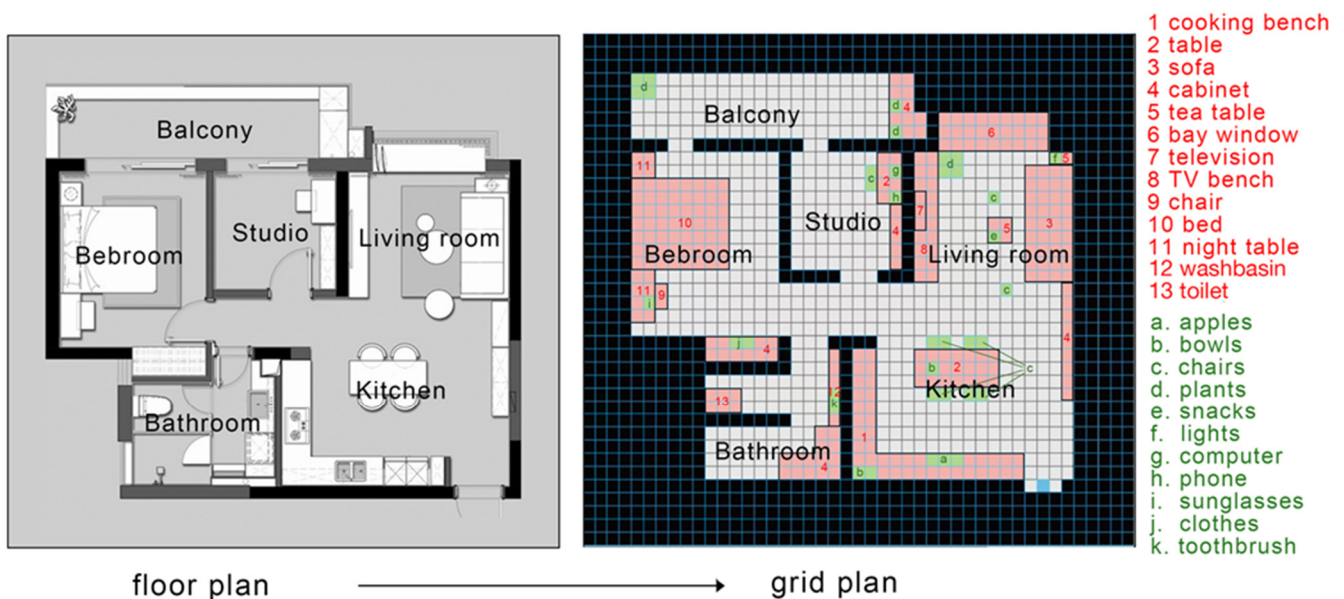 Balcony
Bebroom
Studio
Living room
Kitchen
Bathroom
floor plan
d
Balcony
d
4
d
6
11
c
2
g
h
d
f 5
10
Studio
4
7
8
c
5
e
3
Bebroom
Living room
11
i
9
c
4
j
4
b
2
c
Kitchen
13
12
k
Bathroom
4
1
b
a
grid plan
1 cooking bench
2 table
3 sofa
4 cabinet
5 tea table
6 bay window
7 television
8 TV bench
9 chair
10 bed
11 night table
12 washbasin
13 toilet
a. apples
b. bowls
c. chairs
d. plants
e. snacks
f. lights
g. computer
h. phone
i. sunglasses
j. clothes
k. toothbrush